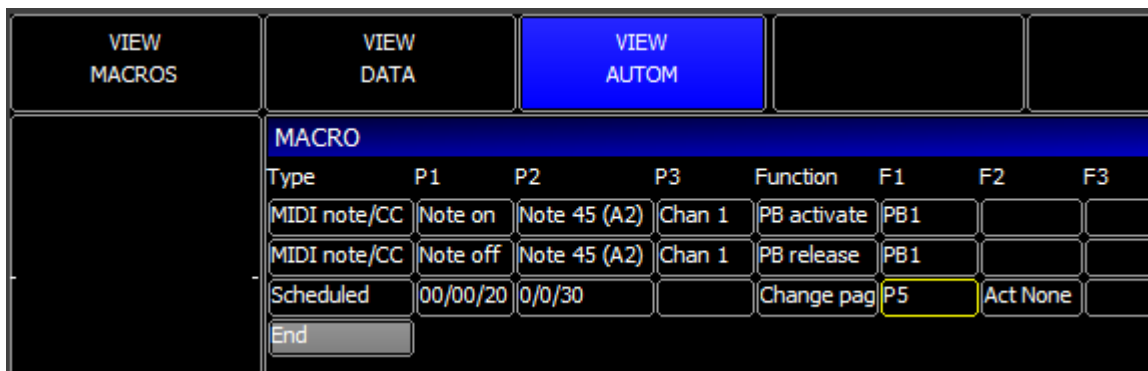 VIEW MACROS VIEW DATA VIEW AUTOM
MACRO
Type P1 P2 P3 Function F1 F2 F3
MIDI note/CC Note on Note 45 (A2) Chan 1 PB activate PB1
MIDI note/CC Note off Note 45 (A2) Chan 1 PB release PB1
Scheduled 00/00/20 0/0/30 Change pag P5 Act None
End